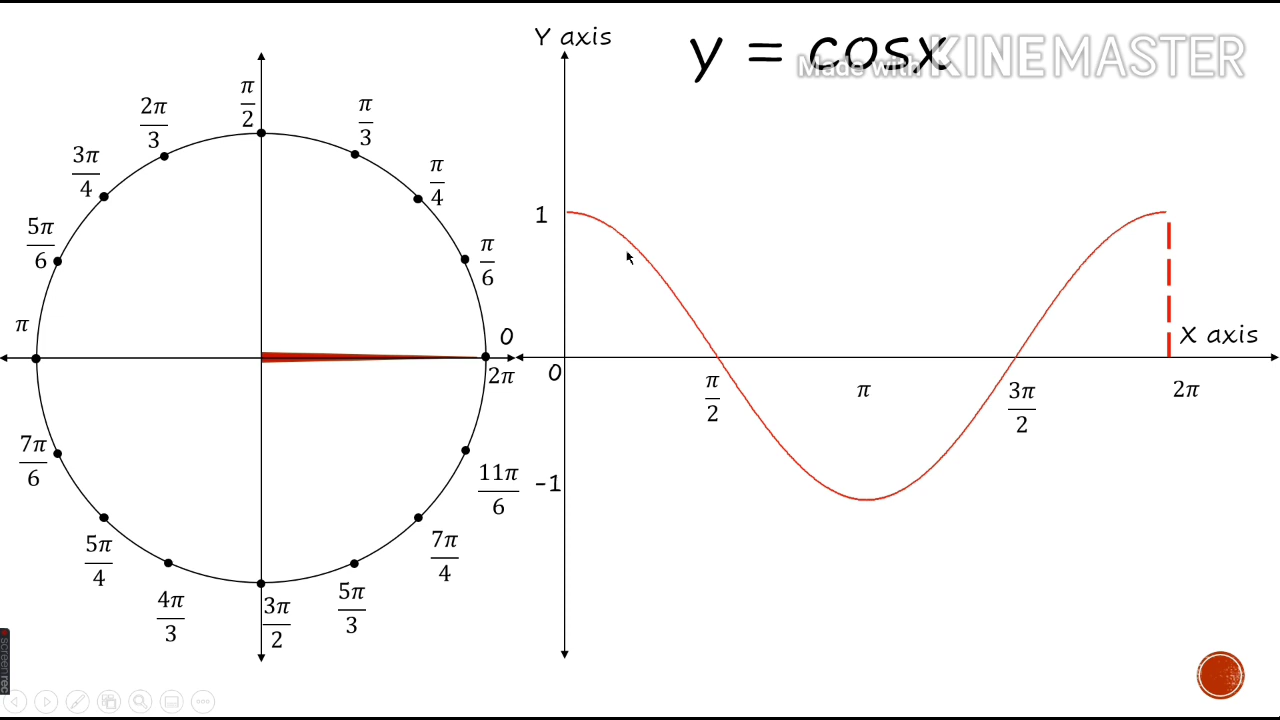 y = cosx
Made with KINEMASTER
Y axis
π/2
π/3
2π/3
3π/4
π/4
5π/6
π/6
π
0
2π
7π/6
11π/6
5π/4
7π/4
4π/3
3π/2
5π/3
1
0
-1
π/2
π
3π/2
2π
X axis
screenrec